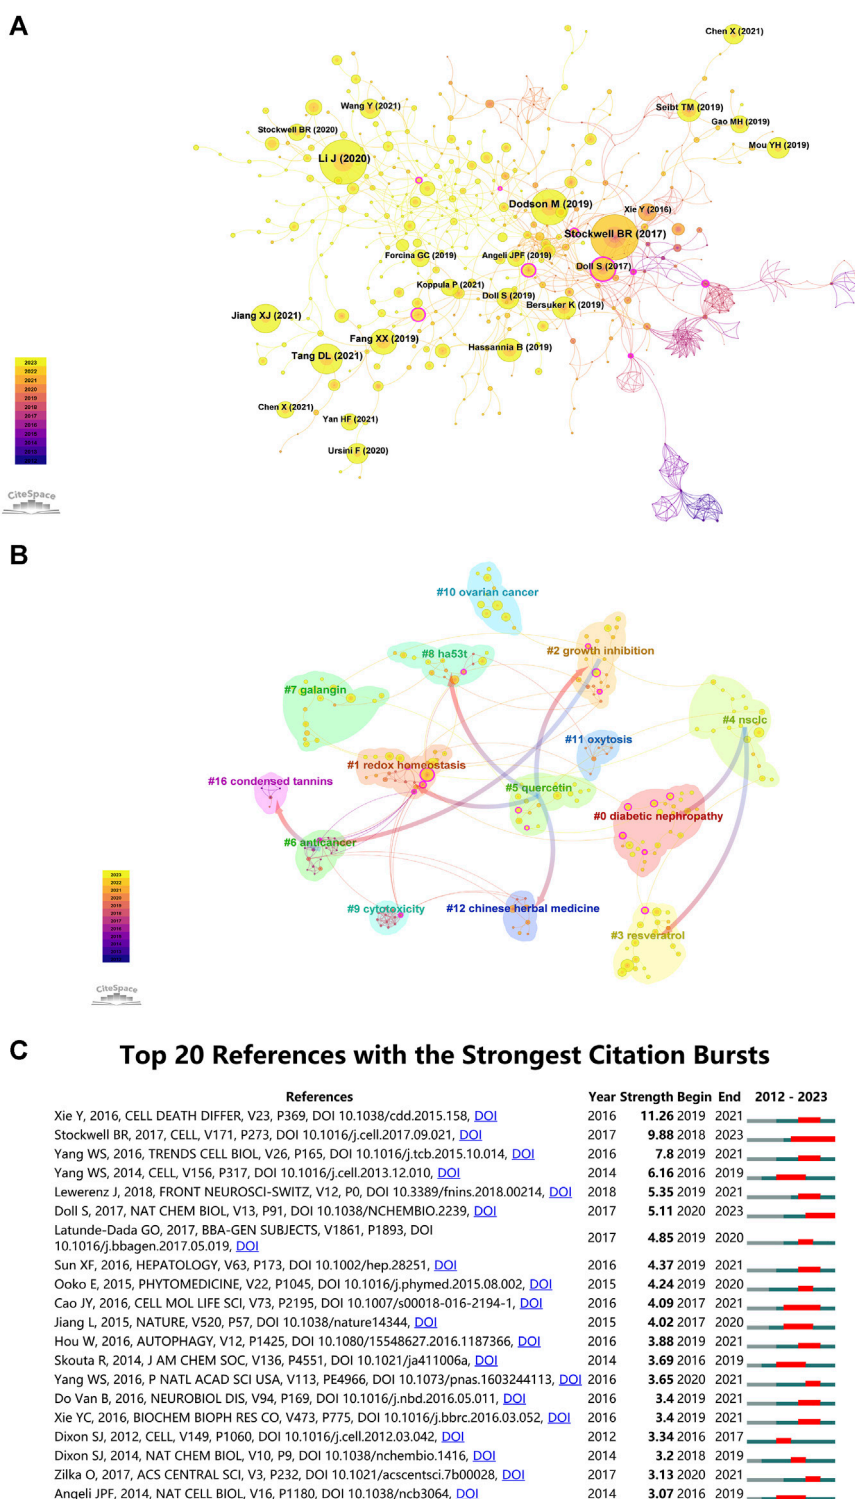 A
Chen X (2021)
Wang Y (2021)
Seibt TM (2019)
Stockwell BR (2020)
Gao MH (2019)
Mou YH (2019)
Li J (2020)
Dodson M (2019)
Xie Y (2016)
Stockwell BR (2017)
Forcina GC (2019)
Angeli JPF (2019)
Doll S (2017)
Koppula P (2021)
Doll S (2019)
Bersuker K (2019)
Jiang XJ (2021)
Fang XX (2019)
Hassannia B (2019)
Tang DL (2021)
Chen X (2021)
Yan HF (2021)
Ursini F (2020)
2023
2022
2021
2020
2019
2018
2017
2016
2015
2014
CiteSpace
B
#10 ovarian cancer
#8 ha53t
#2 growth inhibition
#7 galangin
#4 nsclc
#11 oxytosis
#1 redox homeostasis
#16 condensed tannins
#5 quercetin
#0 diabetic nephropathy
#6 anticancer
#9 cytotoxicity
#12 chinese herbal medicine
#3 resveratrol
2023
2022
2021
2020
2019
2018
2017
2016
CiteSpace
C
Top 20 References with the Strongest Citation Bursts
References Year Strength Begin End 2012 - 2023
Xie Y, 2016, CELL DEATH DIFFER, V23, P369, DOI 10.1038/cdd.2015.158, DOI 2016 11.26 2019 2021
Stockwell BR, 2017, CELL, V171, P273, DOI 10.1016/j.cell.2017.09.021, DOI 2017 9.88 2018 2023
Yang WS, 2016, TRENDS CELL BIOL, V26, P165, DOI 10.1016/j.tcb.2015.10.014, DOI 2016 7.8 2019 2021
Yang WS, 2014, CELL, V156, P317, DOI 10.1016/j.cell.2013.12.010, DOI 2014 6.16 2016 2019
Lewerenz J, 2018, FRONT NEUROSCI-SWITZ, V12, P0, DOI 10.3389/fnins.2018.00214, DOI 2018 5.35 2019 2021
Doll S, 2017, NAT CHEM BIOL, V13, P91, DOI 10.1038/NCHEMBIO.2239, DOI 2017 5.11 2020 2023
Latunde-Dada GO, 2017, BBA-GEN SUBJECTS, V1861, P1893, DOI
10.1016/j.bbagen.2017.05.019, DOI 2017 4.85 2019 2020
Sun XF, 2016, HEPATOLOGY, V63, P173, DOI 10.1002/hep.28251, DOI 2016 4.37 2019 2021
Ooko E, 2015, PHYTOMEDICINE, V22, P1045, DOI 10.1016/j.phymed.2015.08.002, DOI 2015 4.24 2019 2020
Cao JY, 2016, CELL MOL LIFE SCI, V73, P2195, DOI 10.1007/s00018-016-2194-1, DOI 2016 4.09 2017 2021
Jiang L, 2015, NATURE, V520, P57, DOI 10.1038/nature14344, DOI 2015 4.02 2017 2020
Hou W, 2016, AUTOPHAGY, V12, P1425, DOI 10.1080/15548627.2016.1187366, DOI 2016 3.88 2019 2021
Skouta R, 2014, J AM CHEM SOC, V136, P4551, DOI 10.1021/ja411006a, DOI 2014 3.69 2016 2019
Yang WS, 2016, P NATL ACAD SCI USA, V113, PE4966, DOI 10.1073/pnas.1603244113, DOI 2016 3.65 2020 2021
Do Van B, 2016, NEUROBIOL DIS, V94, P169, DOI 10.1016/j.nbd.2016.05.011, DOI 2016 3.4 2019 2021
Xie YC, 2016, BIOCHEM BIOPH RES CO, V473, P775, DOI 10.1016/j.bbrc.2016.03.052, DOI 2016 3.4 2019 2021
Dixon SJ, 2012, CELL, V149, P1060, DOI 10.1016/j.cell.2012.03.042, DOI 2012 3.34 2016 2017
Dixon SJ, 2014, NAT CHEM BIOL, V10, P9, DOI 10.1038/nchembio.1416, DOI 2014 3.2 2018 2019
Zilka O, 2017, ACS CENTRAL SCI, V3, P232, DOI 10.1021/acscentsci.7b00028, DOI 2017 3.13 2020 2021
Angeli JPF, 2014, NAT CELL BIOL, V16, P1180, DOI 10.1038/ncb3064, DOI 2014 3.07 2016 2019